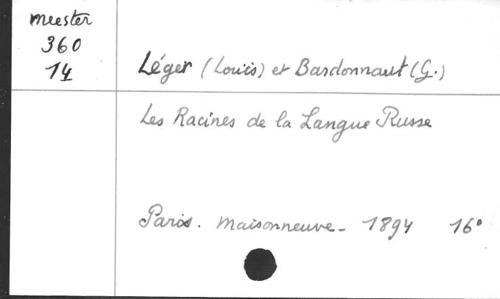 meester
360
14
Léger (Louis) et Bardonnaut (G.)
Les Racines de la Langue Russe
Paris. Maisonneuve - 1894 16°